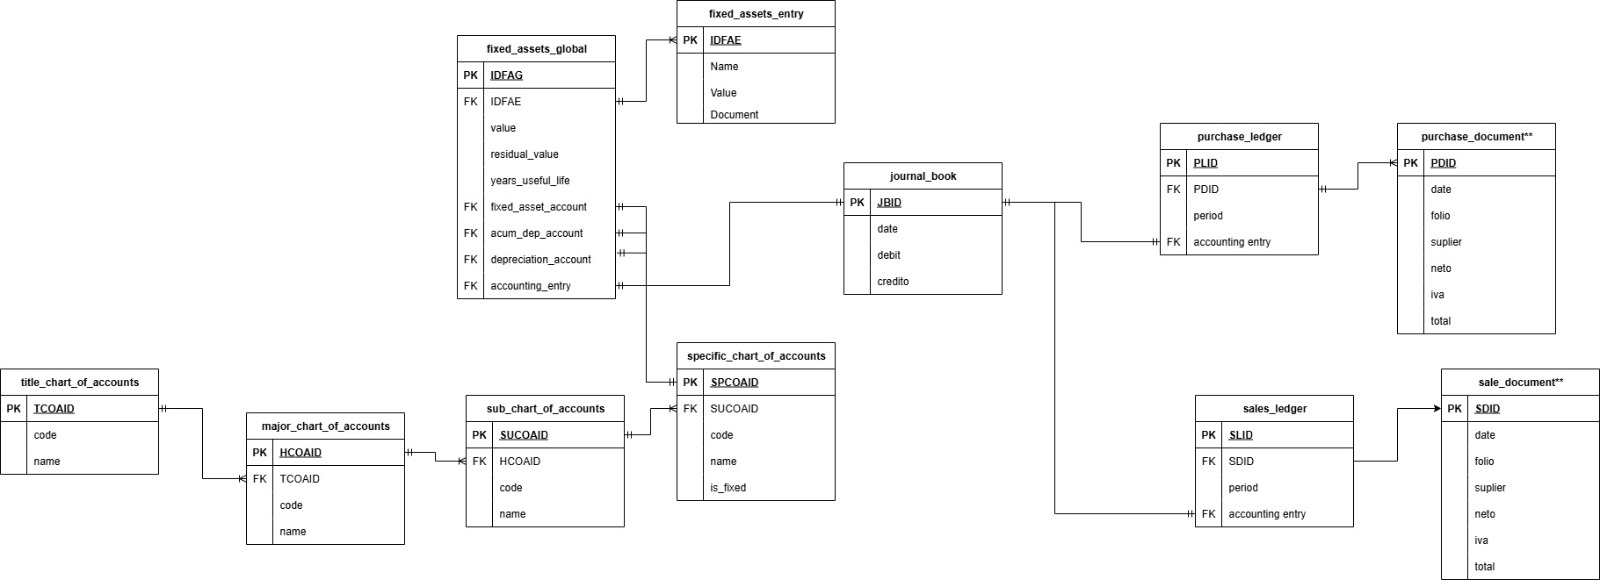 fixed_assets_entry
PK IDFAE
Name
Value
Document
fixed_assets_global
PK IDFAG
FK IDFAE
value
residual_value
years_useful_life
FK fixed_asset_account
FK acum_dep_account
FK depreciation_account
FK accounting_entry
journal_book
PK JBID
date
debit
credito
purchase_ledger
PK PLID
FK PDID
period
FK accounting entry
purchase_document**
PK PDID
date
folio
suplier
neto
iva
total
title_chart_of_accounts
PK TCOAID
code
name
major_chart_of_accounts
PK HCOAID
FK TCOAID
code
name
sub_chart_of_accounts
PK SUCOAID
FK HCOAID
code
name
specific_chart_of_accounts
PK SPCOAID
FK SUCOAID
code
name
is_fixed
sales_ledger
PK SLID
FK SDID
period
FK accounting entry
sale_document**
PK SDID
date
folio
suplier
neto
iva
total